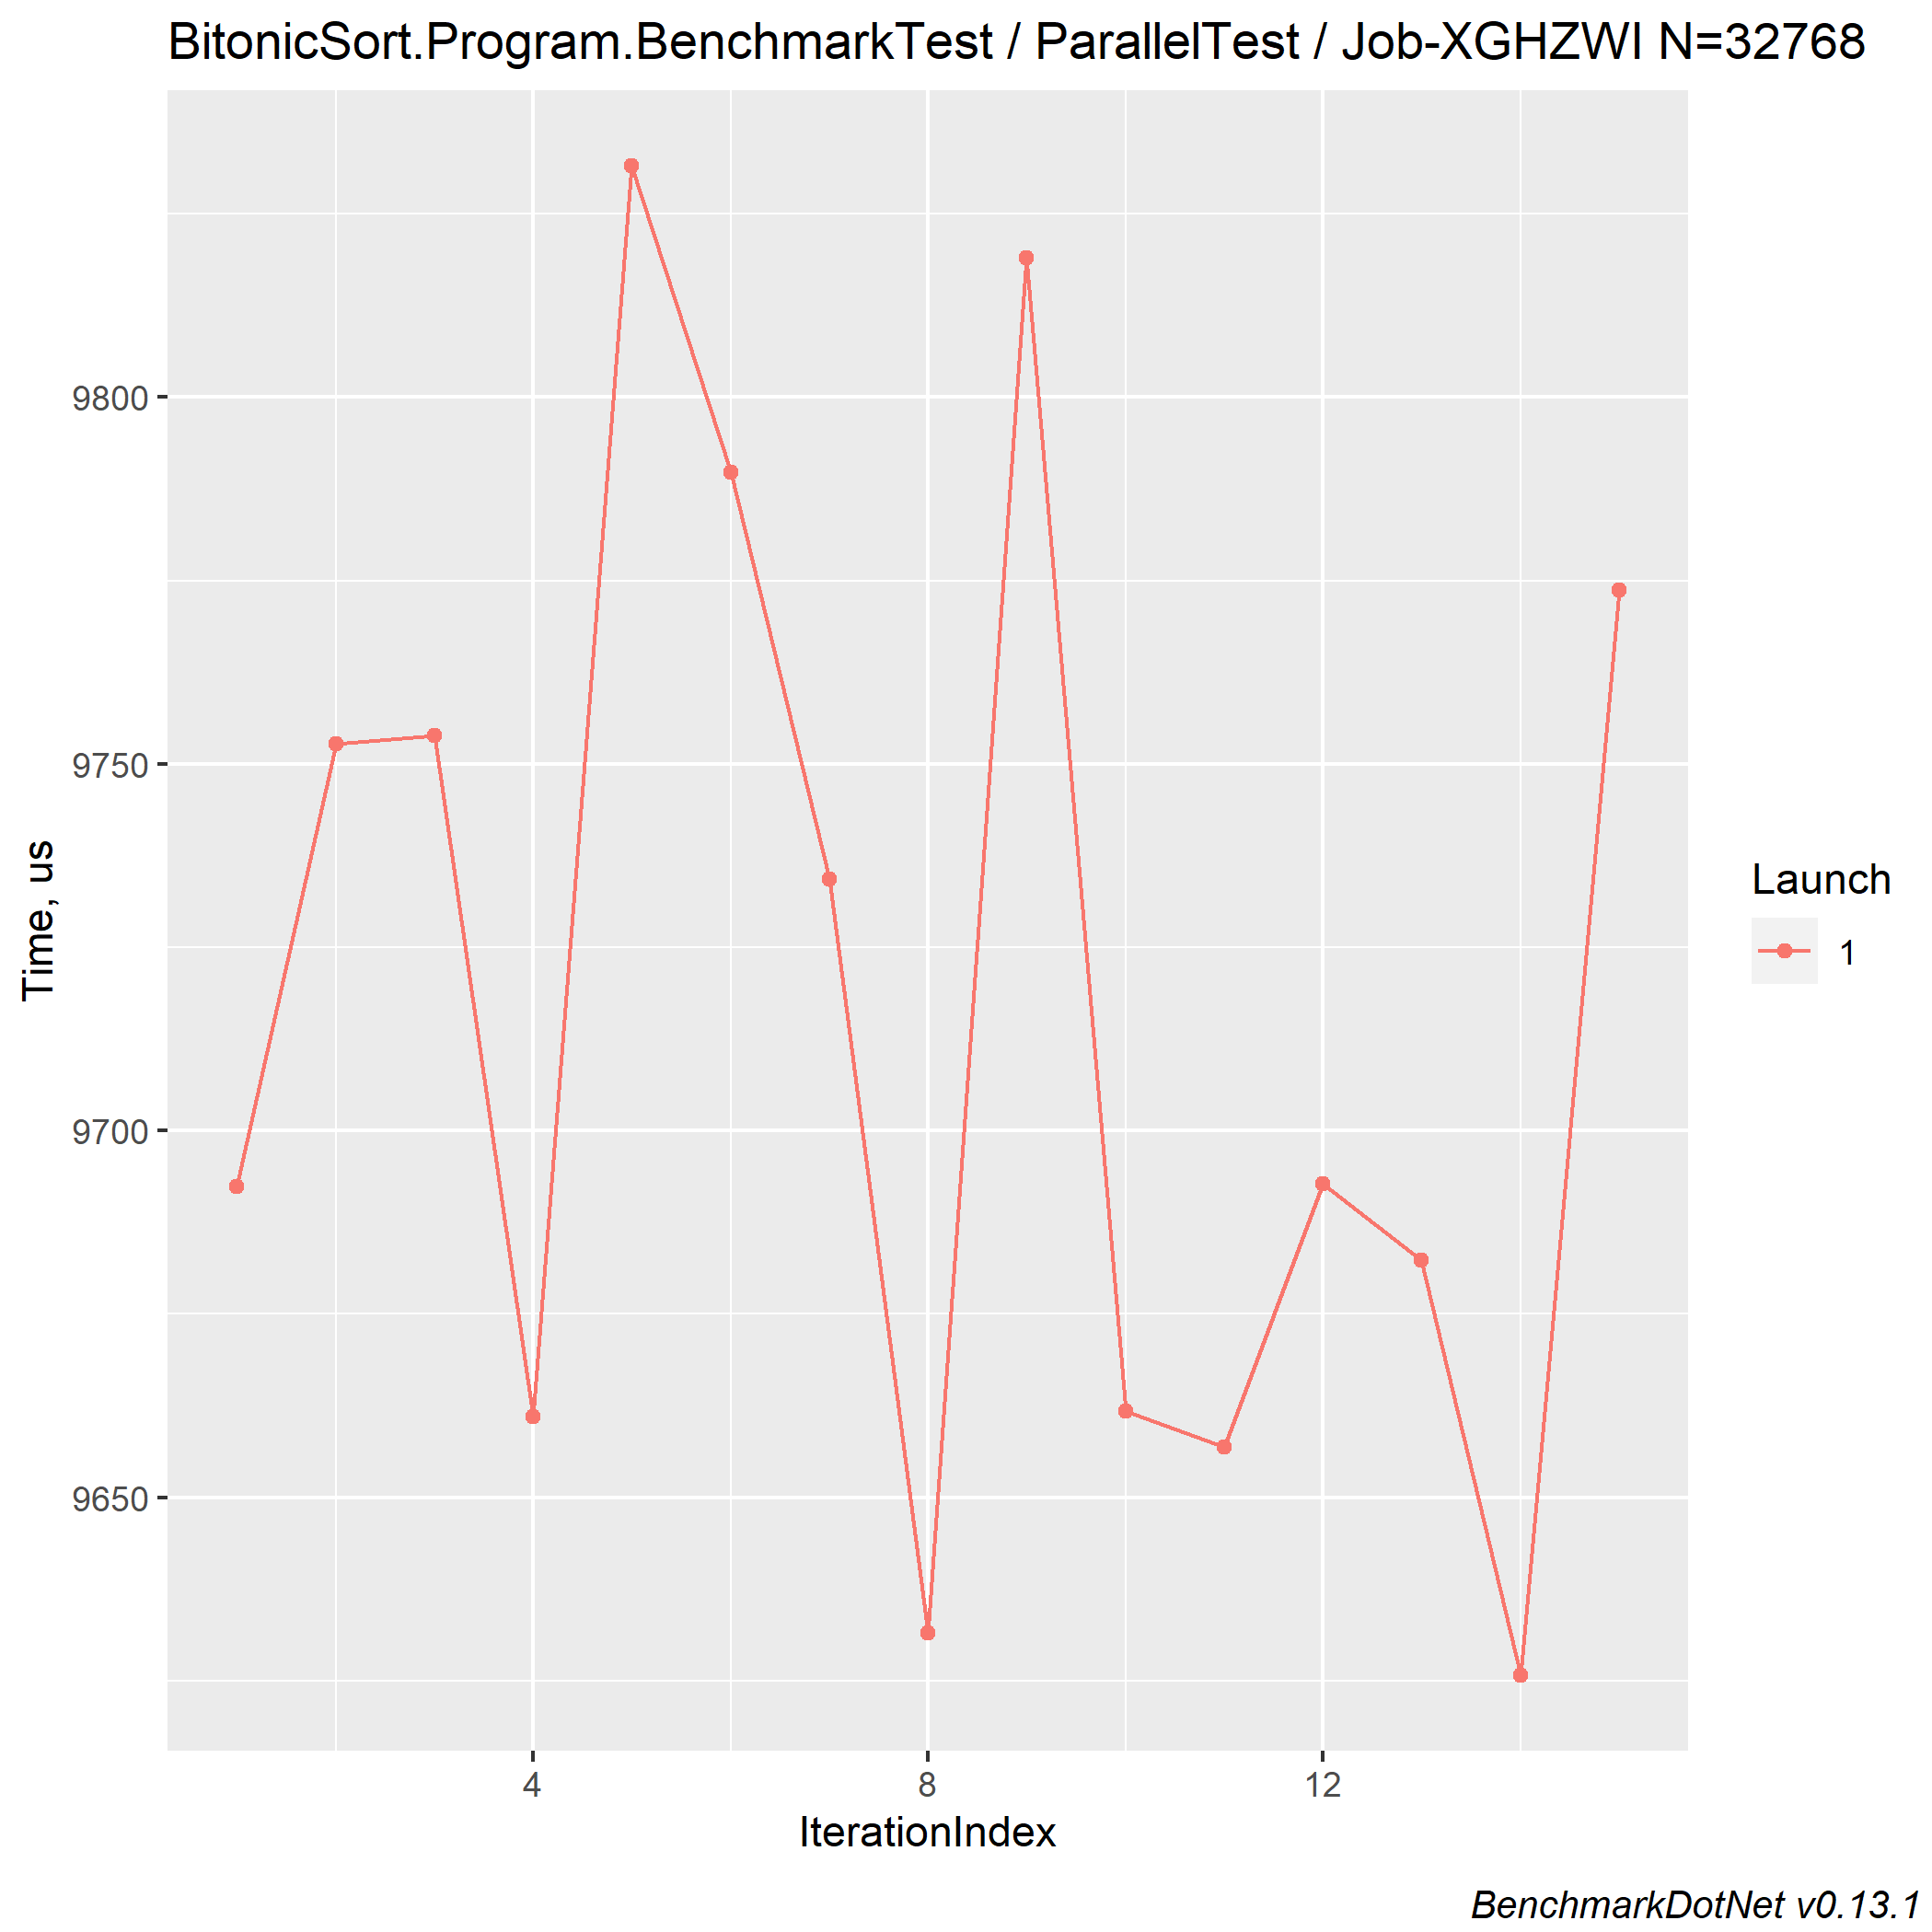 BitonicSort.Program.BenchmarkTest / ParallelTest / Job-XGHZWI N=32768
9800
9750
9700
9650
Time, us
4
8
12
IterationIndex
Launch
1
BenchmarkDotNet v0.13.1